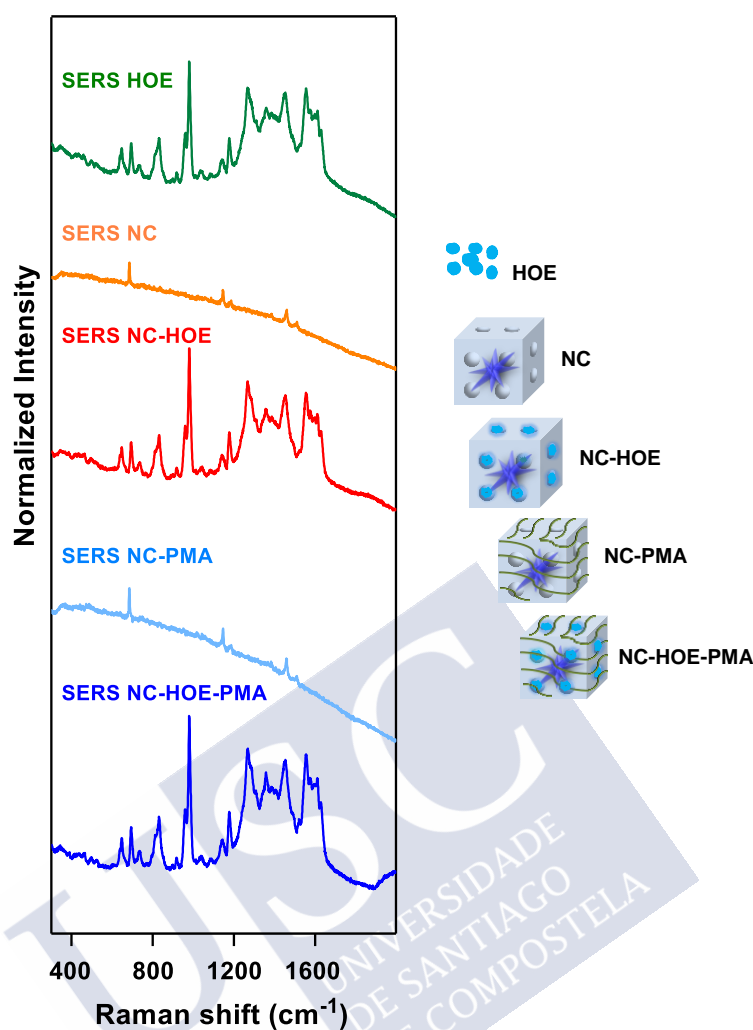 Normalized Intensity
SERS HOE
SERS NC
SERS NC-HOE
SERS NC-PMA
SERS NC-HOE-PMA
400 800 1200 1600
Raman shift (cm⁻¹)
HOE
NC
NC-HOE
NC-PMA
NC-HOE-PMA
USC
UNIVERSIDADE
DE SANTIAGO
DE COMPOSTELA